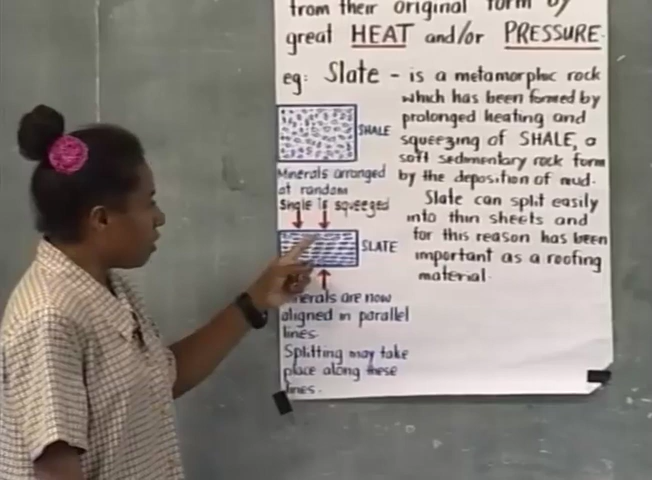 from their original form by
great HEAT and/or PRESSURE.
eg: Slate - is a metamorphic rock
which has been formed by
prolonged heating and
squeezing of SHALE, a
soft sedimentary rock form
by the deposition of mud.
Slate can split easily
into thin sheets and
for this reason has been
important as a roofing
material.
SHALE
Minerals arranged
at random
Shale is squeezed
SLATE
are now
aligned in parallel
lines.
Splitting may take
place along these
lines.